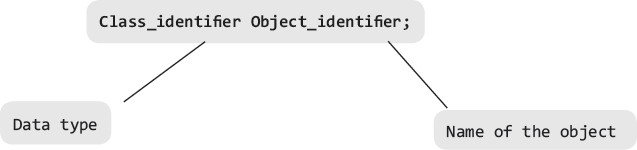 Class_identifier Object_identifier;
Data type
Name of the object